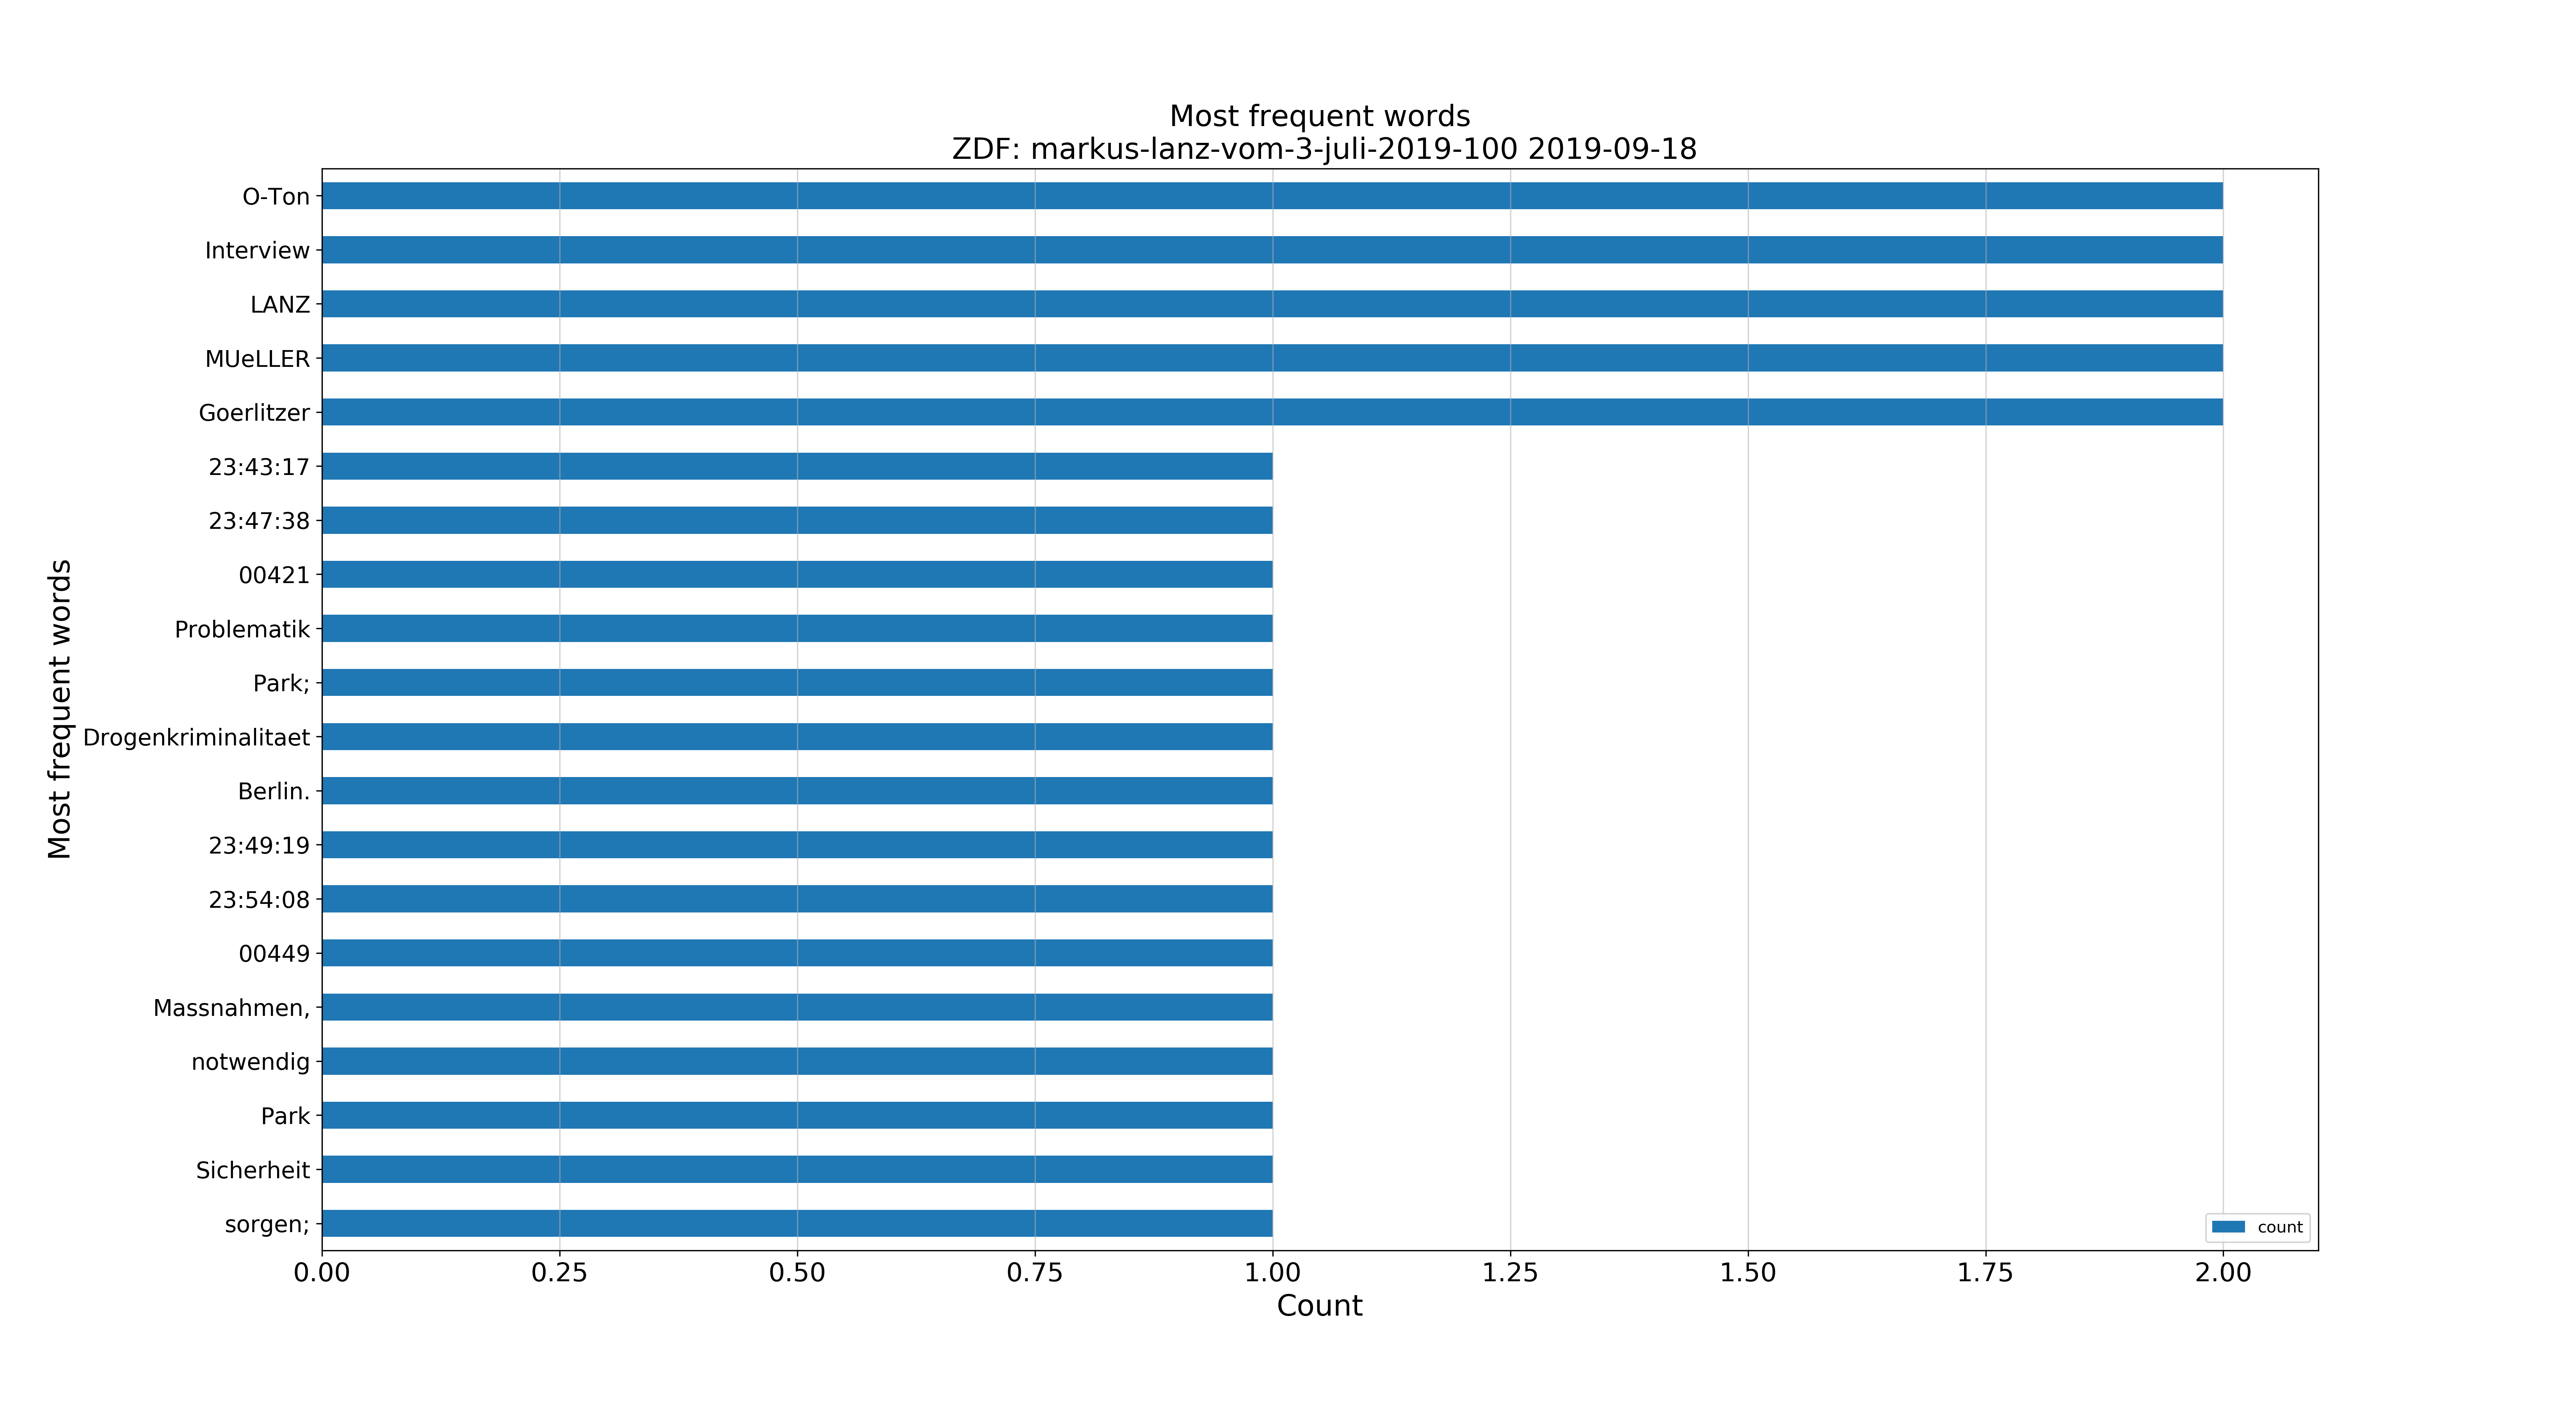 Most frequent words
ZDF: markus-lanz-vom-3-juli-2019-100 2019-09-18
Most frequent words
O-Ton
Interview
LANZ
MUeLLER
Goerlitzer
23:43:17
23:47:38
00421
Problematik
Park;
Drogenkriminalitaet
Berlin.
23:49:19
23:54:08
00449
Massnahmen,
notwendig
Park
Sicherheit
sorgen;
count
0.00 0.25 0.50 0.75 1.00 1.25 1.50 1.75 2.00
Count